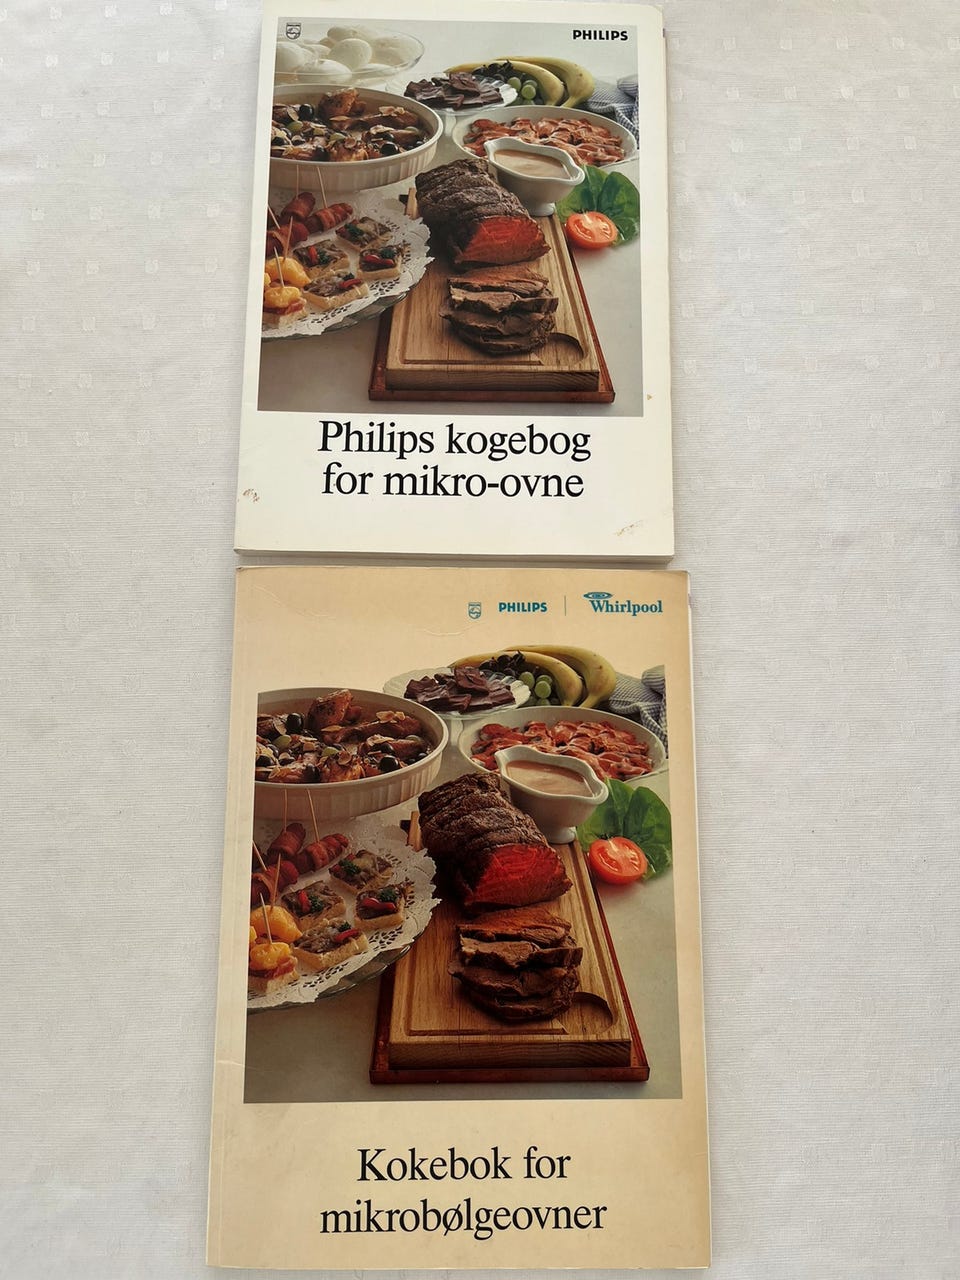 PHILIPS
Philips kogebog
for mikro-ovne
PHILIPS Whirlpool
Kokebok for
mikrobølgeovner